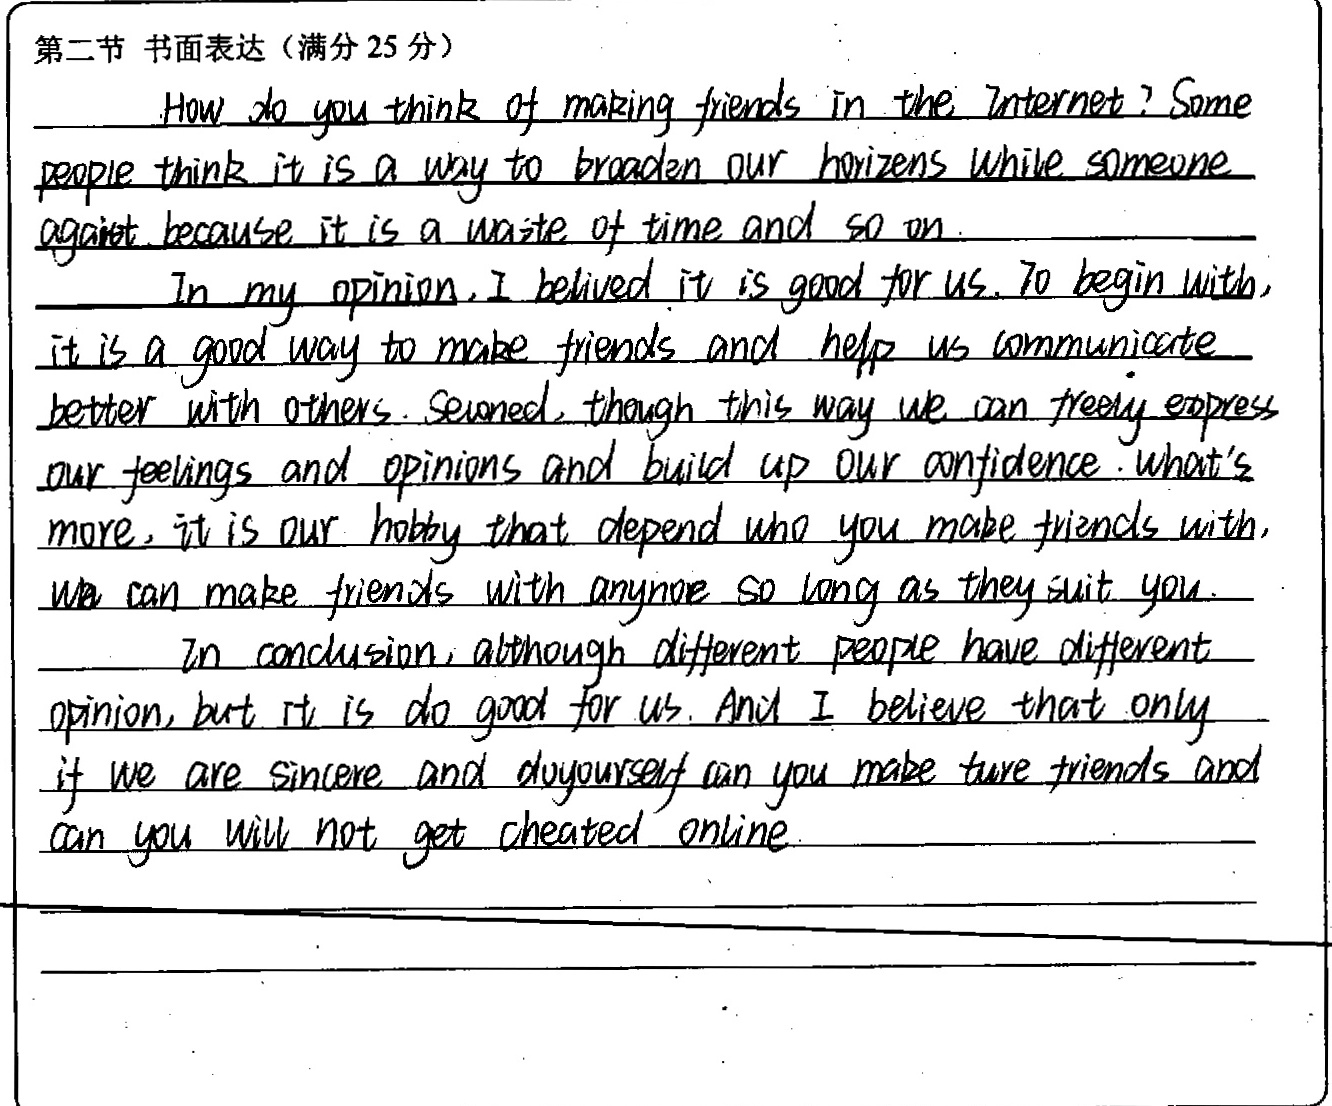 第二节 书面表达（满分 25 分）
How do you think of making friends in the Internet? Some
people think it is a way to broaden our horizens while someone
against because it is a waste of time and so on.
In my opinion, I belived it is good for us. To begin with,
it is a good way to make friends and help us communicate
better with others. Seconed, though this way we can freely express
our feelings and opinions and build up our confidence. What's
more, it is our hobby that depend who you make friends with,
we can make friends with anynoe so long as they suit you.
In conclusion, although different people have different
opinion, but it is do good for us. And I believe that only
if we are sincere and doyourself can you make ture friends and
can you will not get cheated online.